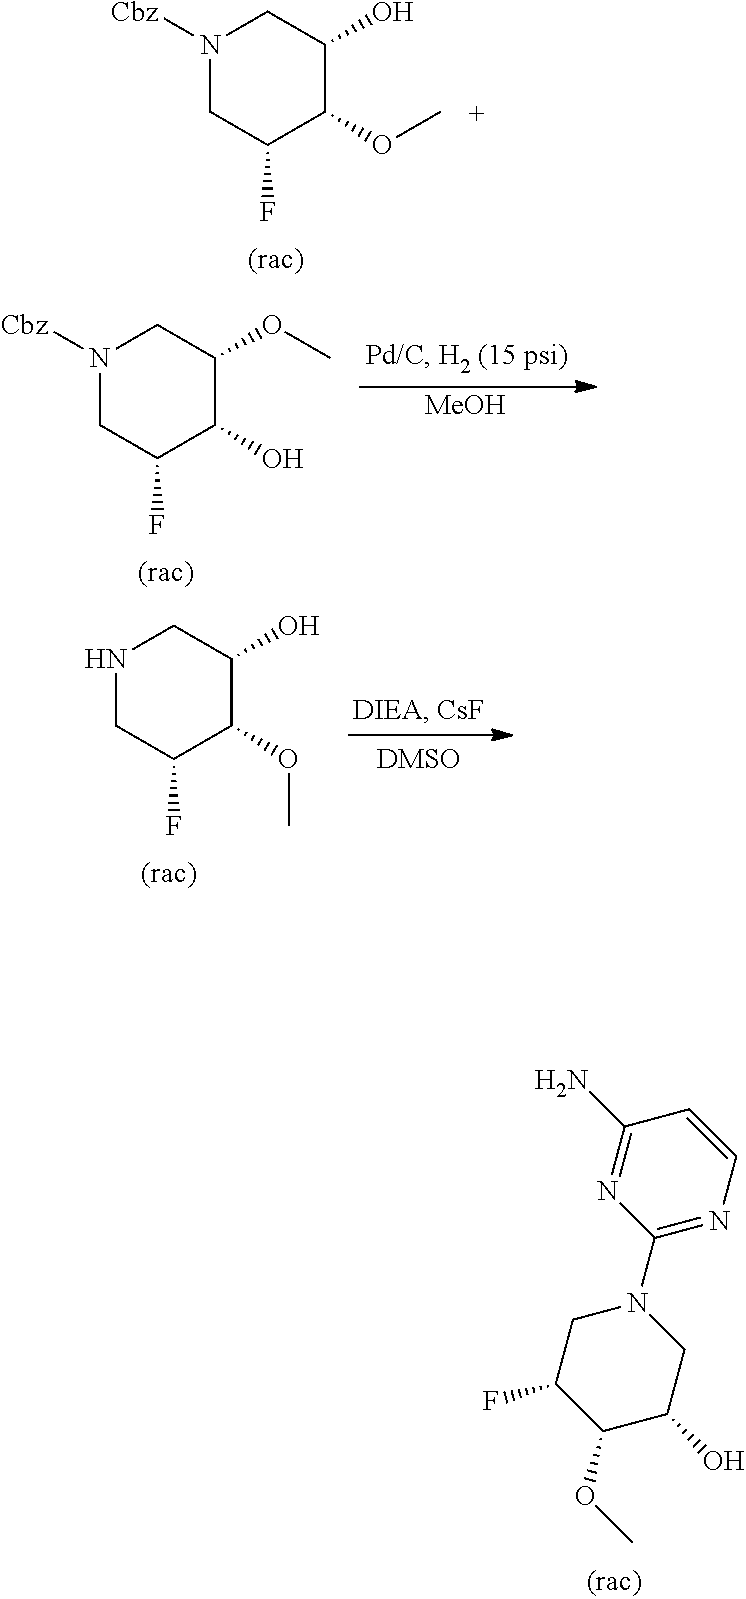 Cbz
N
OH
O
+
F
(rac)
Cbz
N
O
OH
F
(rac)
Pd/C, H2 (15 psi)
MeOH
HN
OH
O
F
(rac)
DIEA, CsF
DMSO
H2N
N
N
N
F
OH
O
(rac)